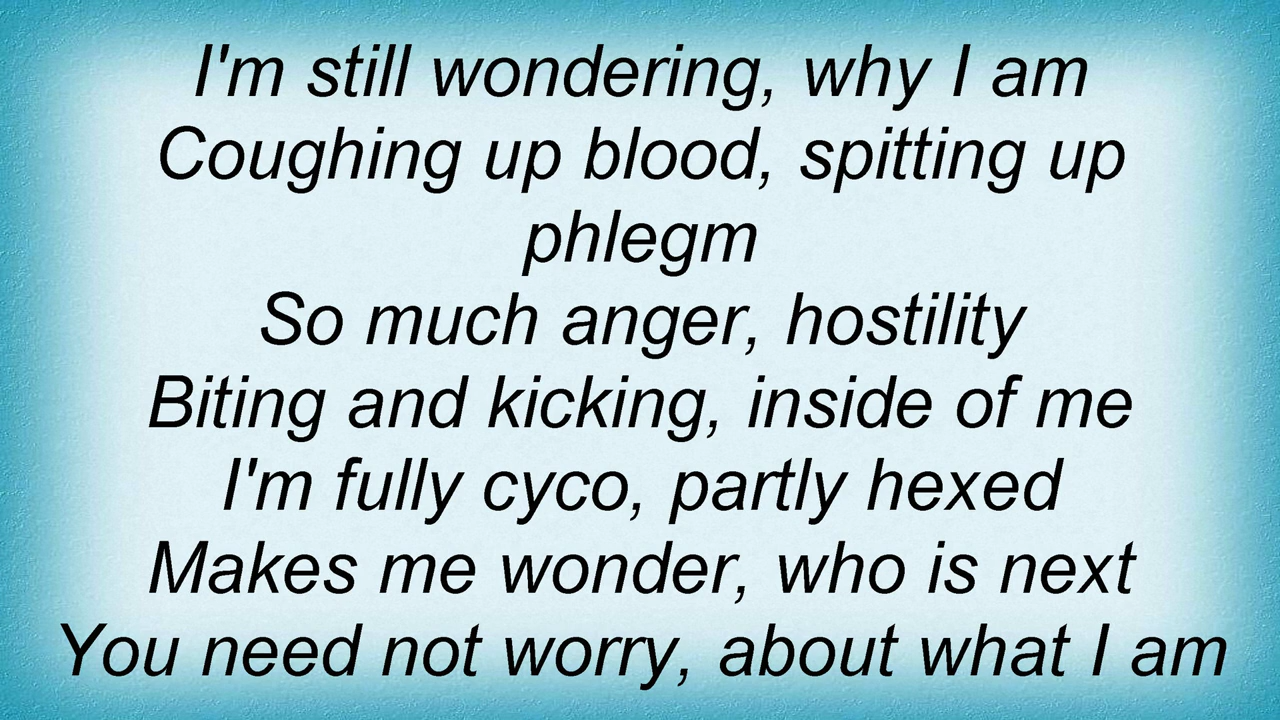 I'm still wondering, why I am
Coughing up blood, spitting up
phlegm
So much anger, hostility
Biting and kicking, inside of me
I'm fully cyco, partly hexed
Makes me wonder, who is next
You need not worry, about what I am